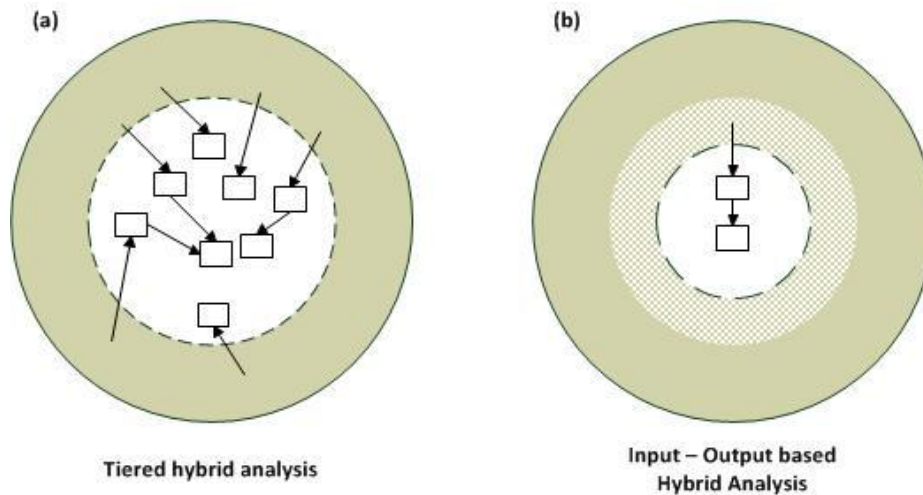 (a)
(b)
Tiered hybrid analysis
Input – Output based
Hybrid Analysis